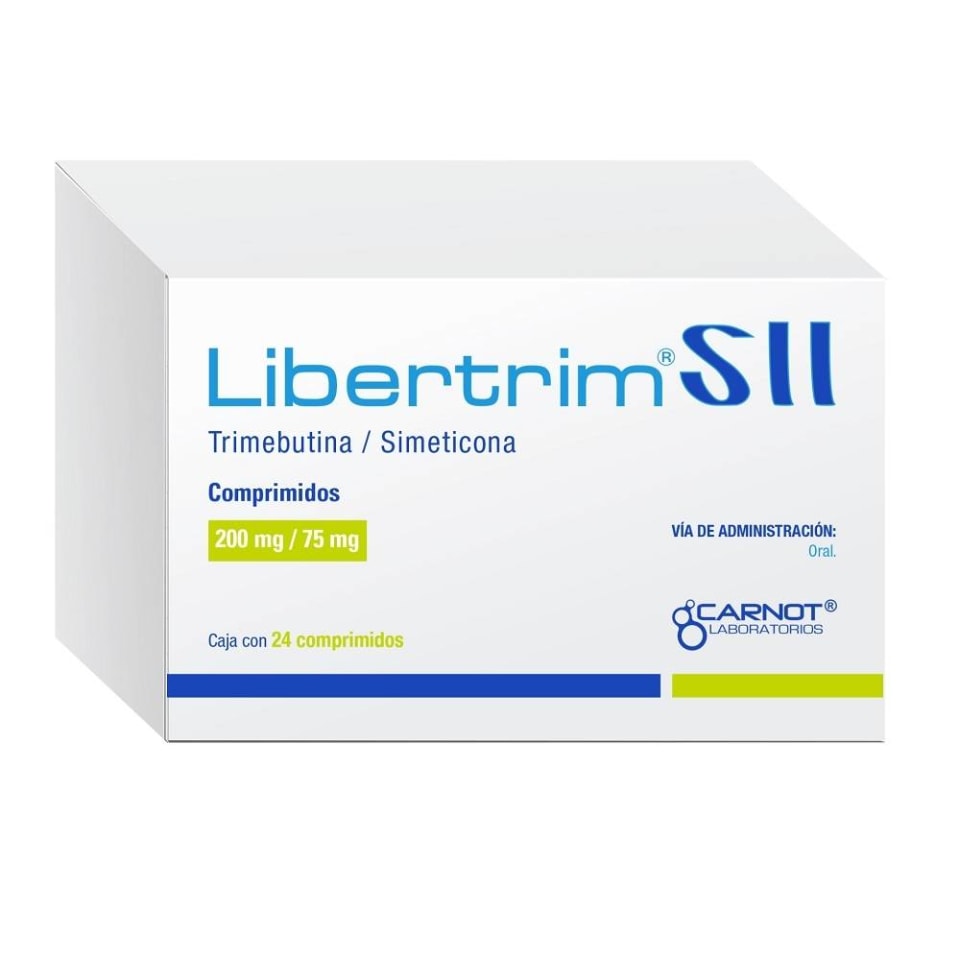 Libertrim® SII
Trimebutina / Simeticona
Comprimidos
200 mg / 75 mg
VÍA DE ADMINISTRACIÓN:
Oral.
CARNOT®
LABORATORIOS
Caja con 24 comprimidos